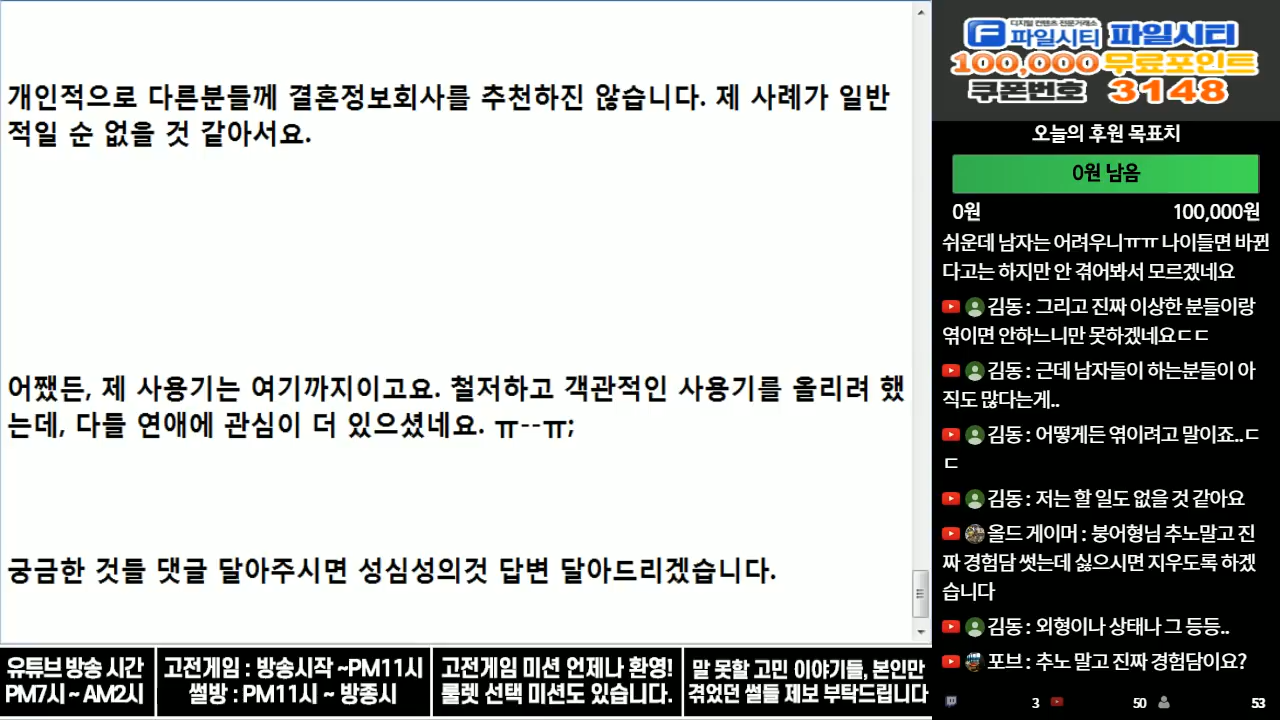 개인적으로 다른분들께 결혼정보회사를 추천하진 않습니다. 제 사례가 일반
적일 순 없을 것 같아서요.
어쨌든, 제 사용기는 여기까지이고요. 철저하고 객관적인 사용기를 올리려 했
는데, 다들 연애에 관심이 더 있으셨네요. ㅠ--ㅠ;
궁금한 것들 댓글 달아주시면 성심성의것 답변 달아드리겠습니다.
디지털 컨텐츠 전문거래소
파일시티 파일시티
100,000 무료포인트
쿠폰번호 3148
오늘의 후원 목표치
0원 남음
0원 100,000원
쉬운데 남자는 어려우니ㅠㅠ 나이들면 바뀐
다고는 하지만 안 겪어봐서 모르겠네요
김동 : 그리고 진짜 이상한 분들이랑
엮이면 안하느니만 못하겠네요ㄷㄷ
김동 : 근데 남자들이 하는분들이 아
직도 많다는게..
김동 : 어떻게든 엮이려고 말이죠..ㄷ
ㄷ
김동 : 저는 할 일도 없을 것 같아요
올드 게이머 : 붕어형님 추노말고 진
짜 경험담 썻는데 싫으시면 지우도록 하겠
습니다
김동 : 외형이나 상태나 그 등등..
포브 : 추노 말고 진짜 경험담이요?
3 50 53
유튜브 방송 시간
PM7시 ~ AM2시
고전게임 : 방송시작 ~PM11시
썰방 : PM11시 ~ 방종시
고전게임 미션 언제나 환영!
룰렛 선택 미션도 있습니다.
말 못할 고민 이야기들, 본인만
겪었던 썰들 제보 부탁드립니다